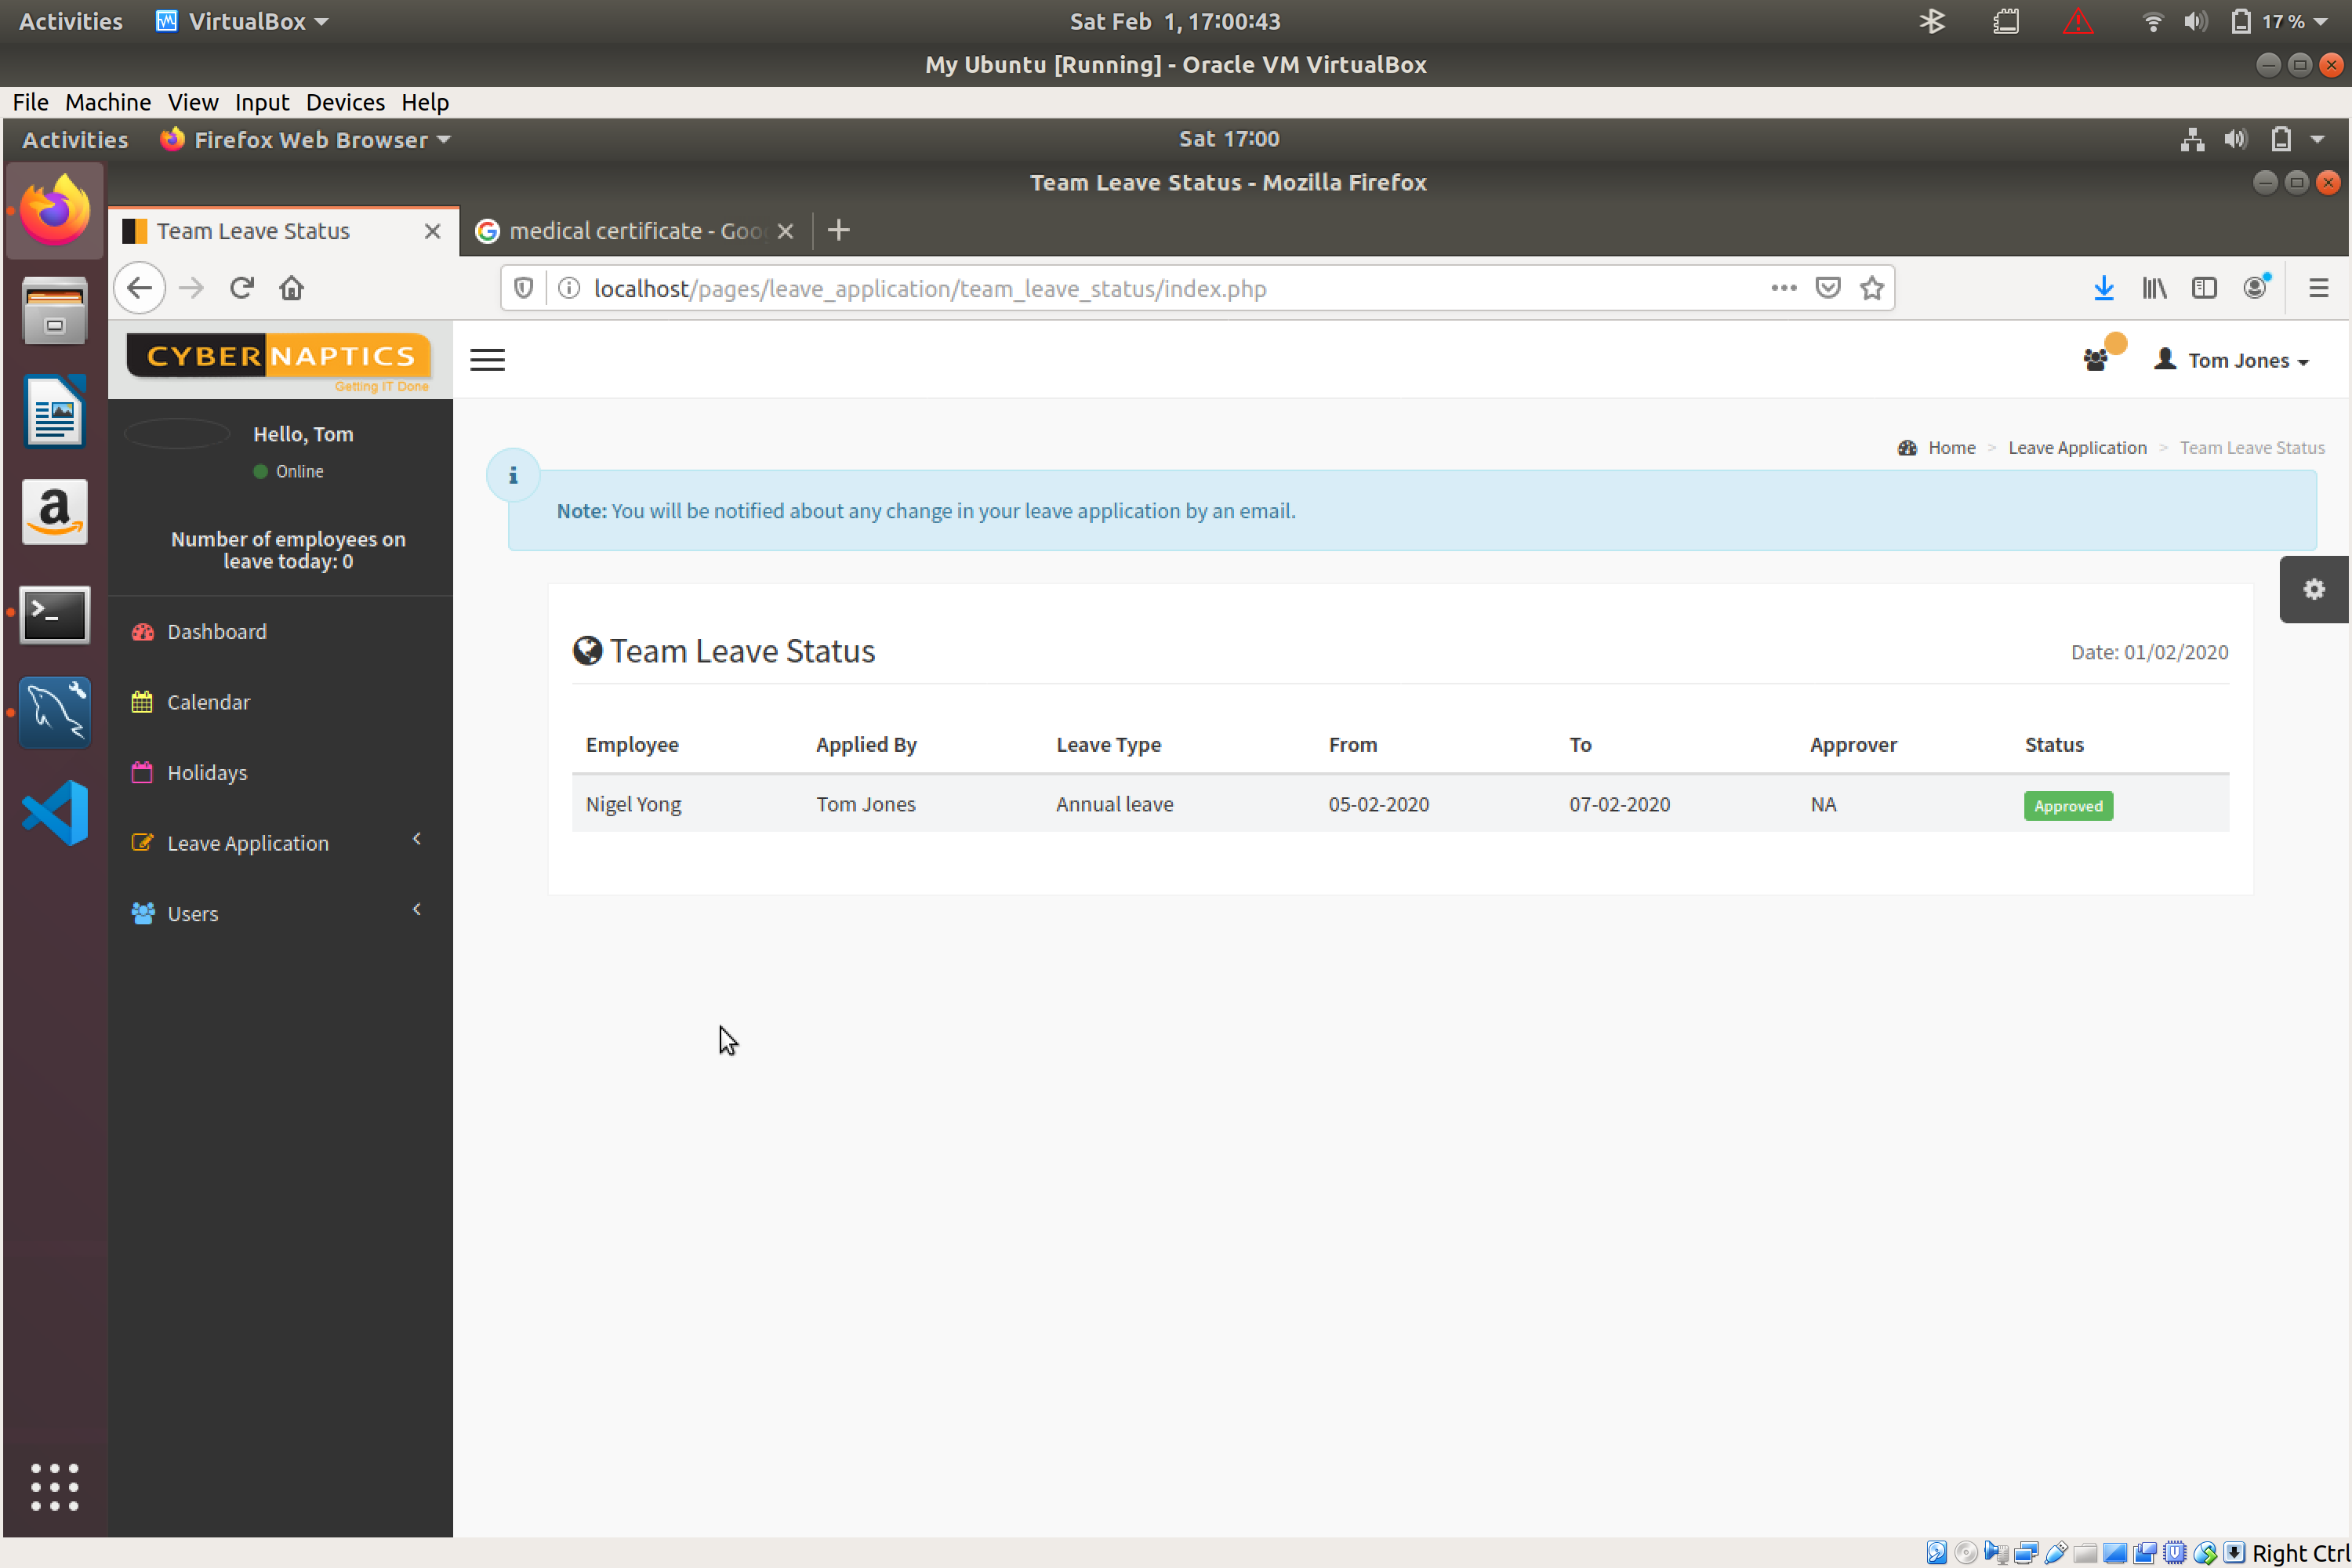 Activities VirtualBox Sat Feb 1, 17:00:43 17 %
My Ubuntu [Running] - Oracle VM VirtualBox
File Machine View Input Devices Help
Activities Firefox Web Browser Sat 17:00
Team Leave Status - Mozilla Firefox
Team Leave Status medical certificate - Goo
localhost/pages/leave_application/team_leave_status/index.php
CYBERNAPTICS
Getting IT Done
Tom Jones
Hello, Tom
Online
Number of employees on
leave today: 0
Dashboard
Calendar
Holidays
Leave Application
Users
Home > Leave Application > Team Leave Status
Note: You will be notified about any change in your leave application by an email.
Team Leave Status Date: 01/02/2020
Employee Applied By Leave Type From To Approver Status
Nigel Yong Tom Jones Annual leave 05-02-2020 07-02-2020 NA Approved
Right Ctrl